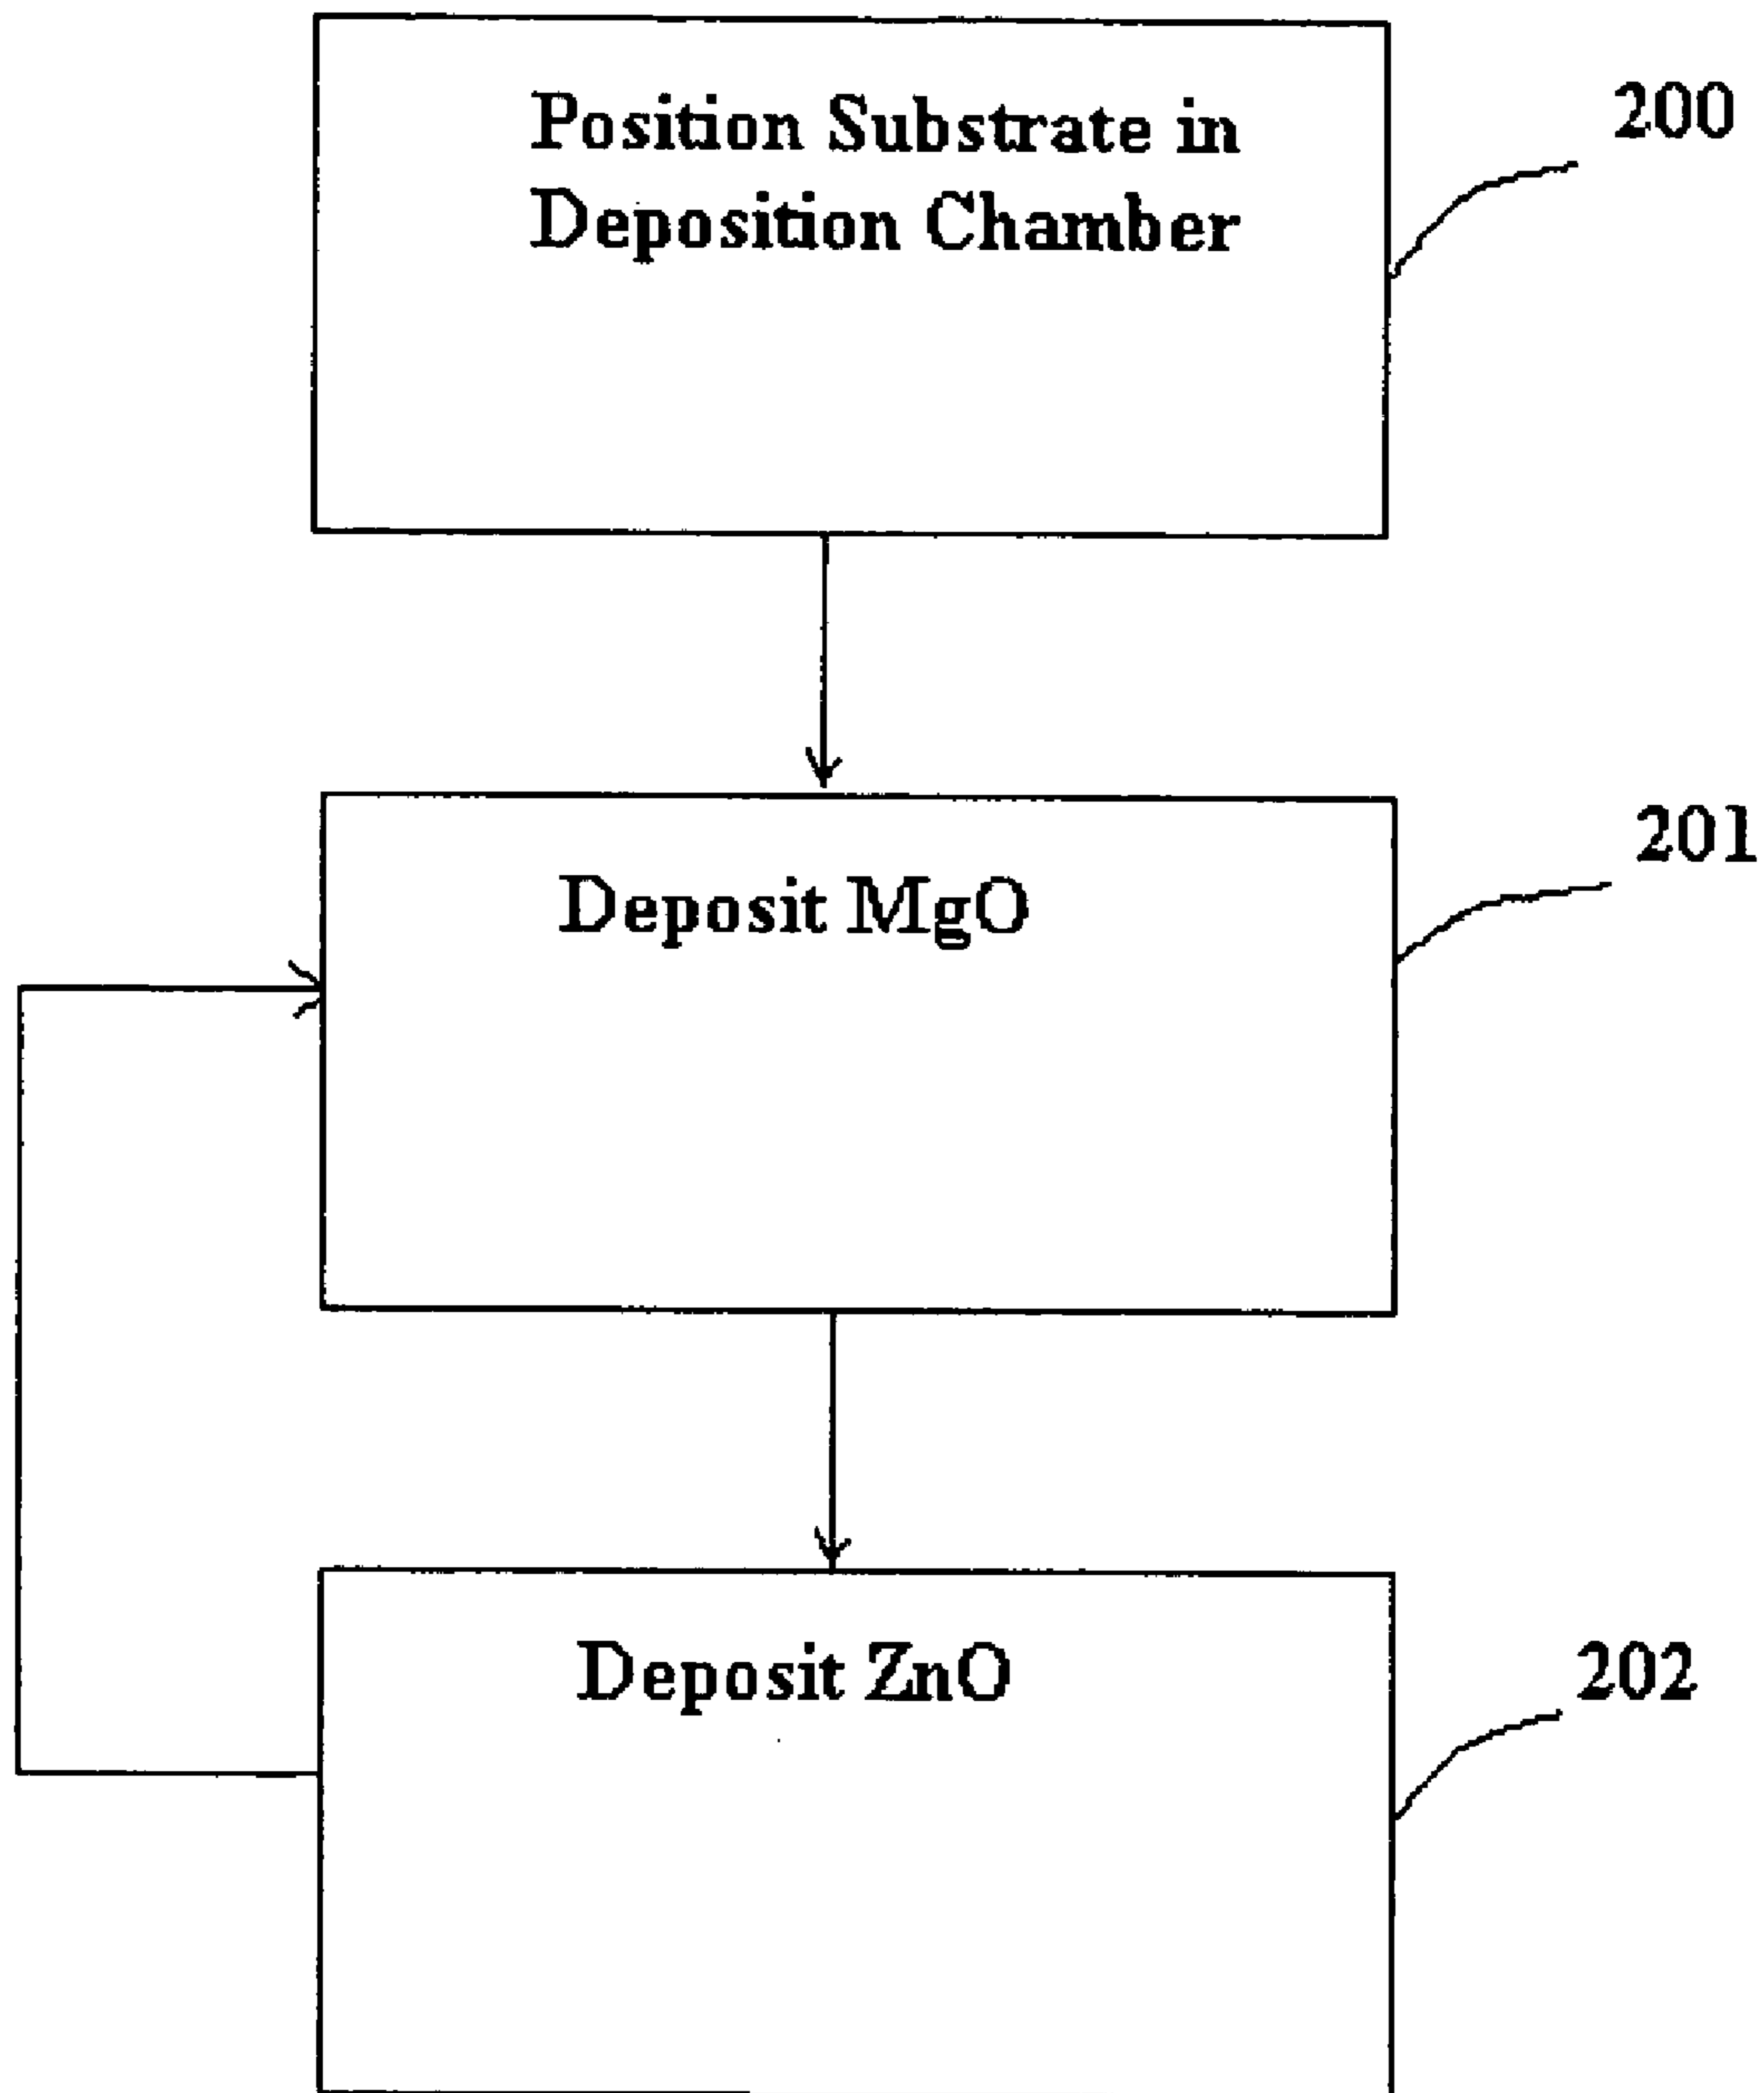 Position Substrate in
Deposition Chamber
200
Deposit MgO
201
Deposit ZnO
202